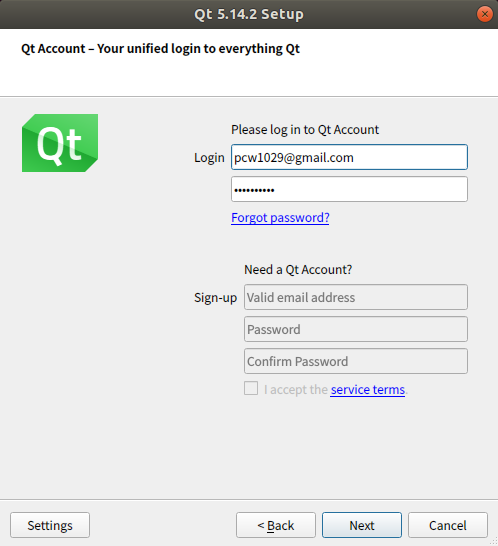 Qt 5.14.2 Setup
Qt Account – Your unified login to everything Qt
Qt
Please log in to Qt Account
Login pcw1029@gmail.com
••••••••••
Forgot password?
Need a Qt Account?
Sign-up Valid email address
Password
Confirm Password
I accept the service terms.
Settings < Back Next Cancel